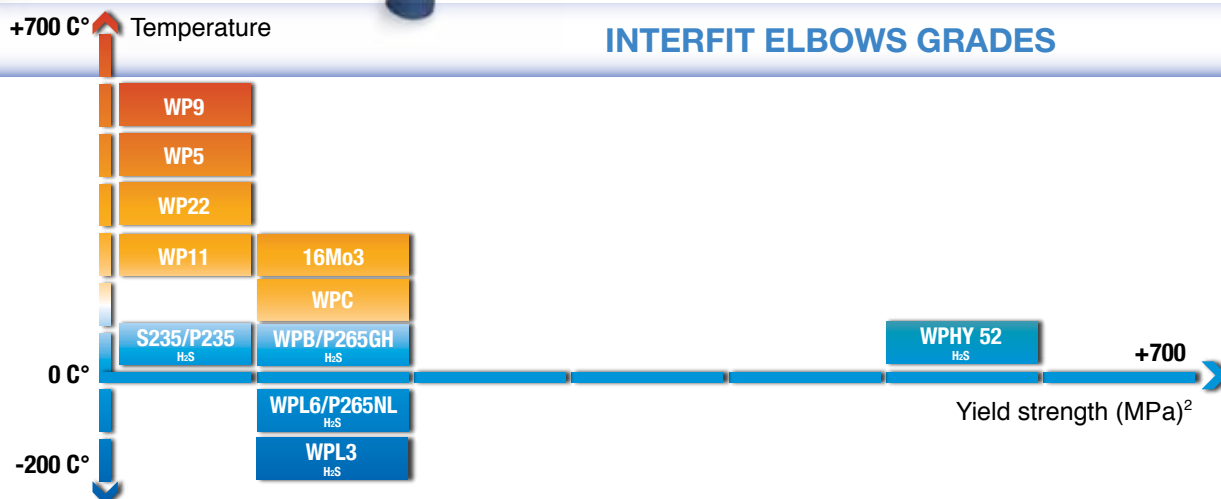 +700 C° Temperature
INTERFIT ELBOWS GRADES
WP9
WP5
WP22
WP11 16Mo3
WPC
S235/P235 WPB/P265GH WPHY 52
H₂S H₂S H₂S
+700
0 C°
WPL6/P265NL
H₂S
Yield strength (MPa)²
WPL3
H₂S
-200 C°